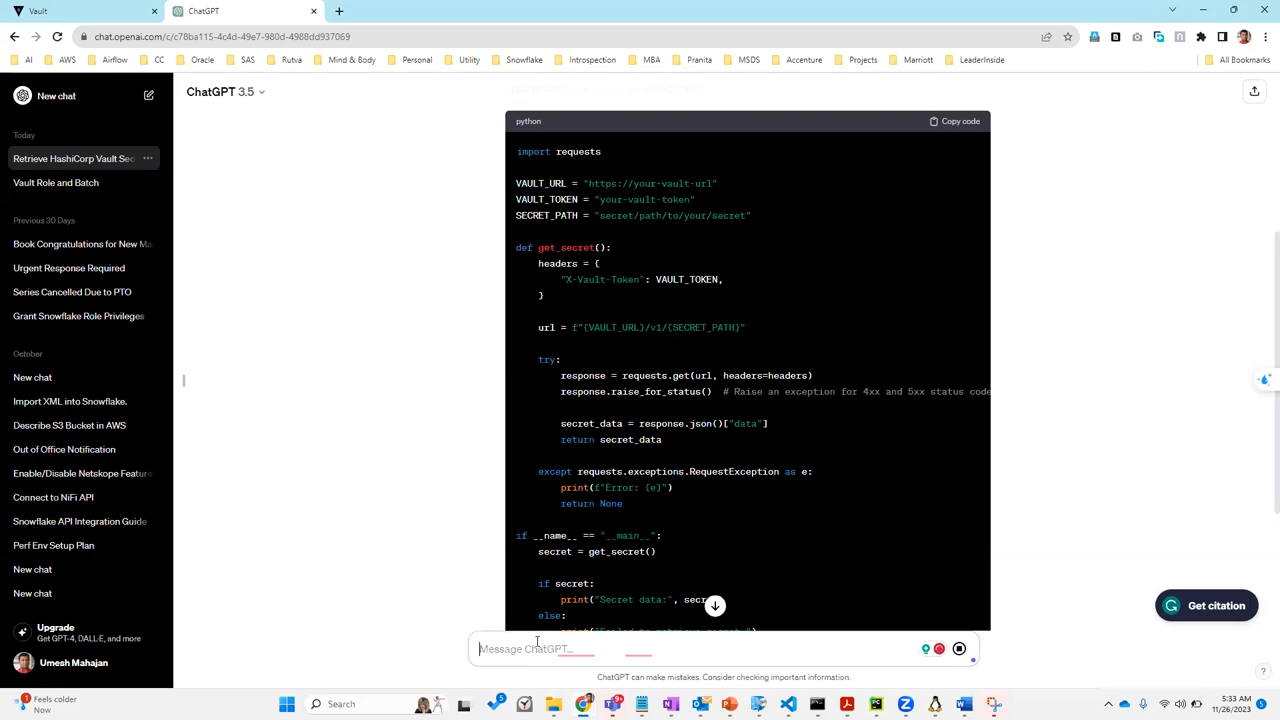 Vault
ChatGPT
chat.openai.com/c/c78ba115-4c4d-49e7-980d-4988dd937069
AI
AWS
Airflow
CC
Oracle
SAS
Rutva
Mind & Body
Personal
Utility
Snowflake
Introspection
MBA
Pranita
MSDS
Accenture
Projects
Marriott
LeaderInside
All Bookmarks
New chat
ChatGPT 3.5
Today
Retrieve HashiCorp Vault Sec
Vault Role and Batch
Previous 30 Days
Book Congratulations for New Ma
Urgent Response Required
Series Cancelled Due to PTO
Grant Snowflake Role Privileges
October
New chat
Import XML into Snowflake.
Describe S3 Bucket in AWS
Out of Office Notification
Enable/Disable Netskope Feature
Connect to NiFi API
Snowflake API Integration Guide
Perf Env Setup Plan
New chat
New chat
Upgrade
Get GPT-4, DALL·E, and more
Umesh Mahajan
python
Copy code
import requests
VAULT_URL = "https://your-vault-url"
VAULT_TOKEN = "your-vault-token"
SECRET_PATH = "secret/path/to/your/secret"
def get_secret():
headers = {
"X-Vault-Token": VAULT_TOKEN,
}
url = f"{VAULT_URL}/v1/{SECRET_PATH}"
try:
response = requests.get(url, headers=headers)
response.raise_for_status() # Raise an exception for 4xx and 5xx status code
secret_data = response.json()["data"]
return secret_data
except requests.exceptions.RequestException as e:
print(f"Error: {e}")
return None
if __name__ == "__main__":
secret = get_secret()
if secret:
print("Secret data:", secr
else:
Message ChatGPT...
ChatGPT can make mistakes. Consider checking important information.
Get citation
?
1
Feels colder
Now
Search
5
9+
5:33 AM
11/26/2023
5